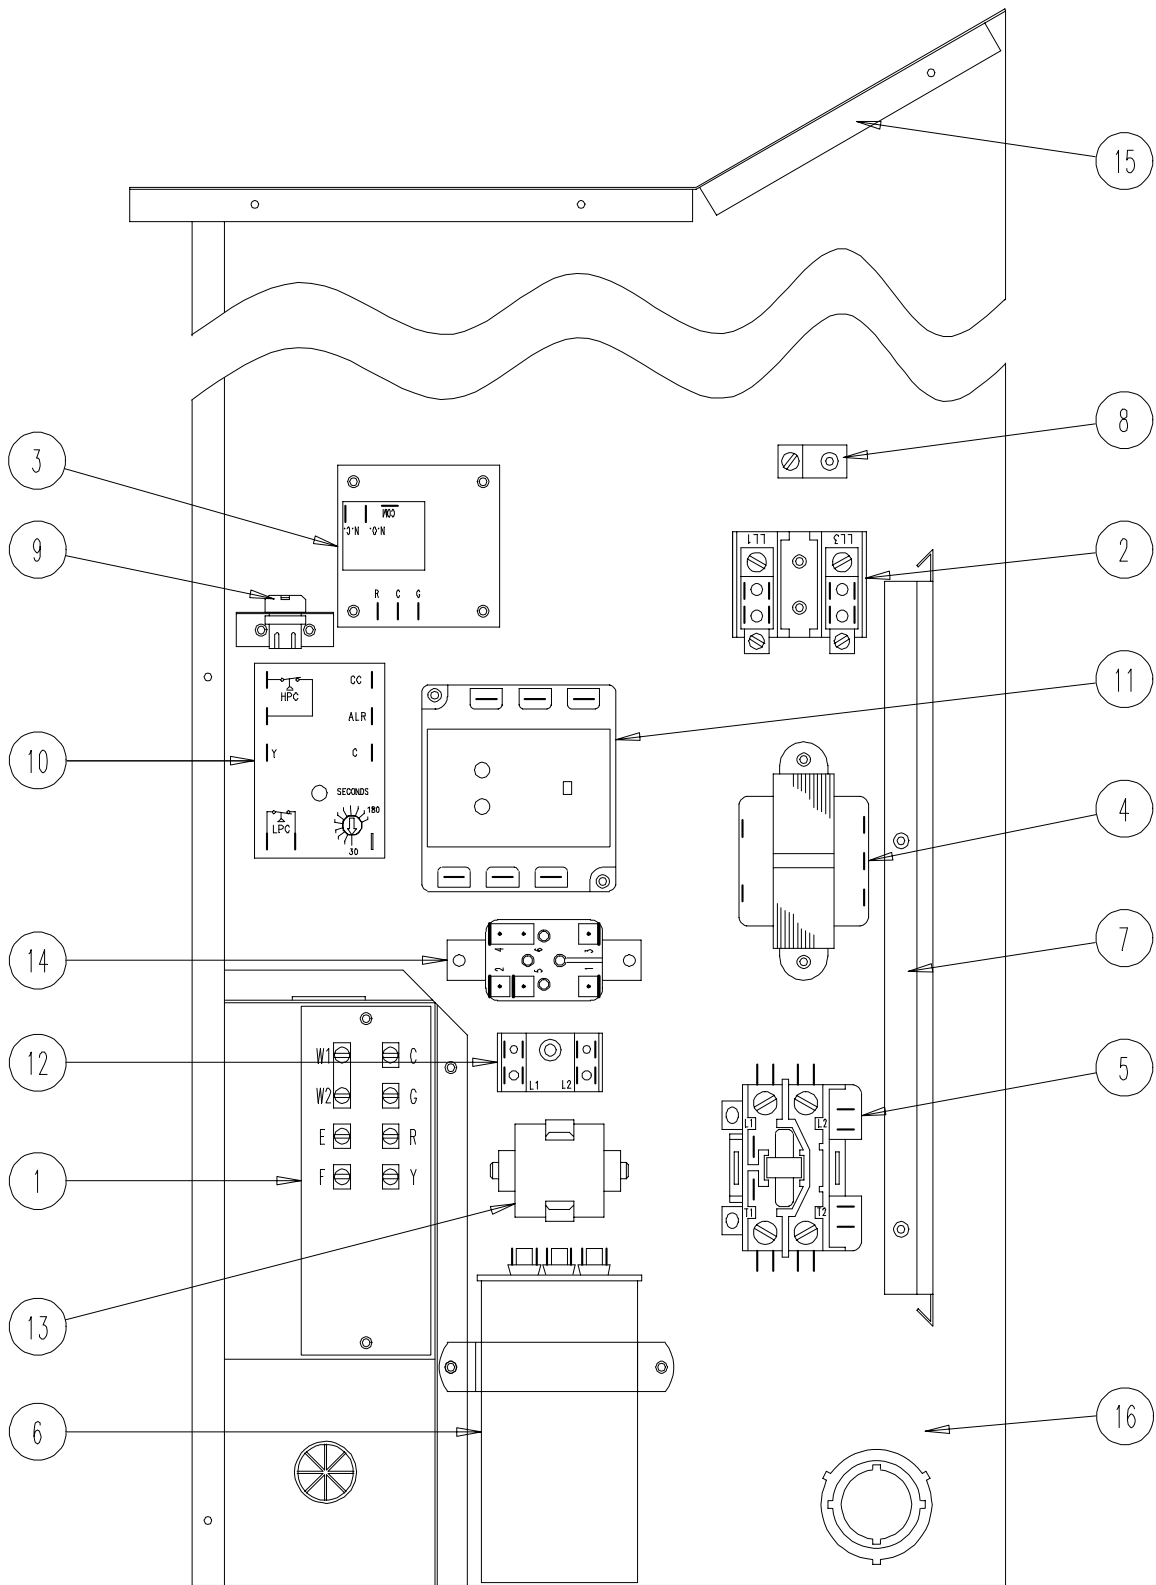 15
8
3
COM
N.C. N.O.
LL1 LL3
9
2
R C G
HPC CC
ALR
11
10
Y C
SECONDS
180
LPC
30
4
4 6 3
7
14
2 5 1
W1 C
12
L1 L2
5
W2 G
L1 L2
E R
1
F Y
T1 T2
13
16
6